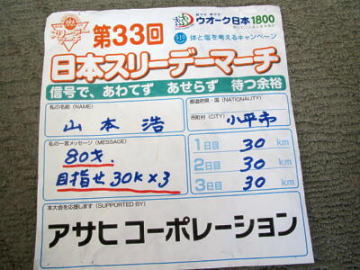 スリーデーマーチ
第33回
ウオーク日本1800
体と塩を考えるキャンペーン
日本スリーデーマーチ
信号で、あわてず あせらず 待つ余裕
私の名前(NAME)
山本浩
都道府県・国(NATIONALITY)
市町村(CITY) 小平市
私の一言メッセージ(MESSAGE)
80才、
目指せ30K×3
1日目 30 km
2日目 30 km
3日目 30 km
本大会を応援します(SUPPORTED BY)
アサヒコーポレーション